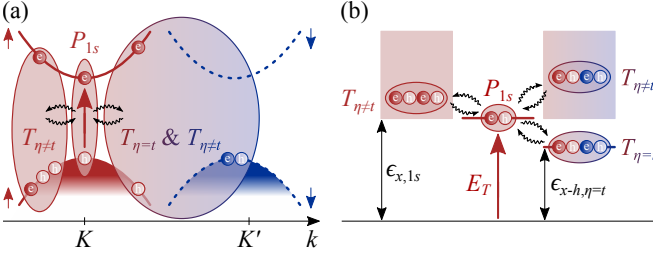 (a)
P1s
e
e
e
Tη≠t
Tη=t & Tη≠t
h
h
h
h
e
e
h
K
K′
k
(b)
Tη≠t
e h e h
P1s
e h
e h e h
Tη≠t
e h e h
Tη=
ϵx,1s
ET
ϵx-h,η=t